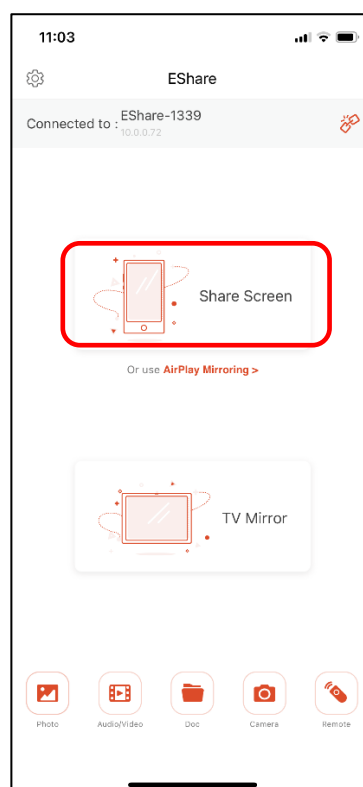 11:03
EShare
Connected to : EShare-1339
10.0.0.72
Share Screen
Or use AirPlay Mirroring >
TV Mirror
Photo Audio/Video Doc Camera Remote